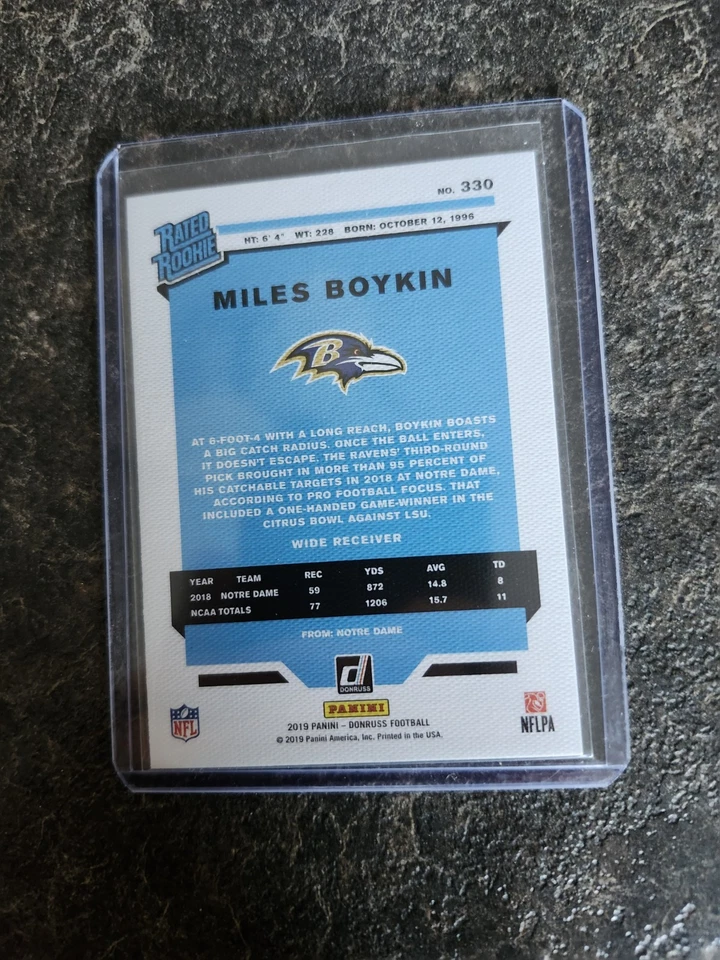 NO. 330
RATED
ROOKIE
HT: 6' 4" WT: 228 BORN: OCTOBER 12, 1996
MILES BOYKIN
B
AT 6-FOOT-4 WITH A LONG REACH, BOYKIN BOASTS
A BIG CATCH RADIUS. ONCE THE BALL ENTERS,
IT DOESN'T ESCAPE. THE RAVENS' THIRD-ROUND
PICK BROUGHT IN MORE THAN 95 PERCENT OF
HIS CATCHABLE TARGETS IN 2018 AT NOTRE DAME,
ACCORDING TO PRO FOOTBALL FOCUS. THAT
INCLUDED A ONE-HANDED GAME-WINNER IN THE
CITRUS BOWL AGAINST LSU.
WIDE RECEIVER
YEAR TEAM REC YDS AVG TD
2018 NOTRE DAME 59 872 14.8 8
NCAA TOTALS 77 1206 15.7 11
FROM: NOTRE DAME
d
DONRUSS
PANINI
NFL
NFLPA
2019 PANINI – DONRUSS FOOTBALL
© 2019 Panini America, Inc. Printed in the USA.